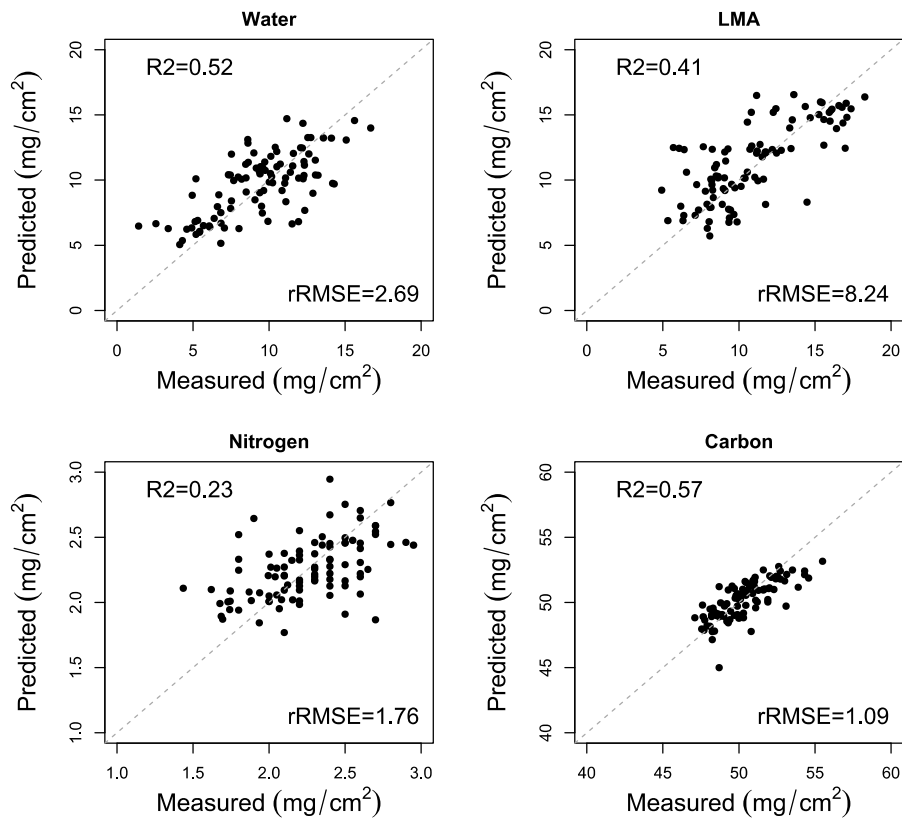 Water
R2=0.52
rRMSE=2.69
Predicted (mg/cm²)
20
15
10
5
0
0 5 10 15 20
Measured (mg/cm²)
LMA
R2=0.41
rRMSE=8.24
Predicted (mg/cm²)
20
15
10
5
0
0 5 10 15 20
Measured (mg/cm²)
Nitrogen
R2=0.23
rRMSE=1.76
Predicted (mg/cm²)
3.0
2.5
2.0
1.5
1.0
1.0 1.5 2.0 2.5 3.0
Measured (mg/cm²)
Carbon
R2=0.57
rRMSE=1.09
Predicted (mg/cm²)
60
55
50
45
40
40 45 50 55 60
Measured (mg/cm²)